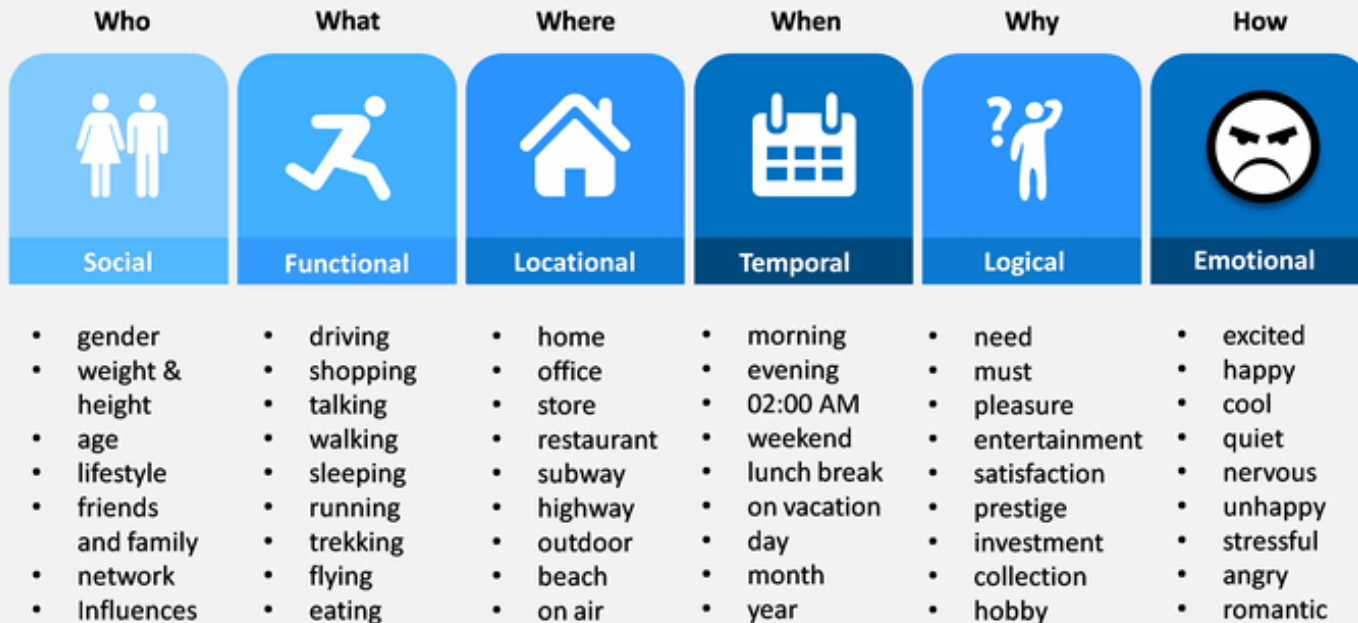 Who
What
Where
When
Why
How
?
Social
Functional
Locational
Temporal
Logical
Emotional
• gender
• weight &
height
• age
• lifestyle
• friends
and family
• network
• Influences
• driving
• shopping
• talking
• walking
• sleeping
• running
• trekking
• flying
• eating
• home
• office
• store
• restaurant
• subway
• highway
• outdoor
• beach
• on air
• morning
• evening
• 02:00 AM
• weekend
• lunch break
• on vacation
• day
• month
• year
• need
• must
• pleasure
• entertainment
• satisfaction
• prestige
• investment
• collection
• hobby
• excited
• happy
• cool
• quiet
• nervous
• unhappy
• stressful
• angry
• romantic